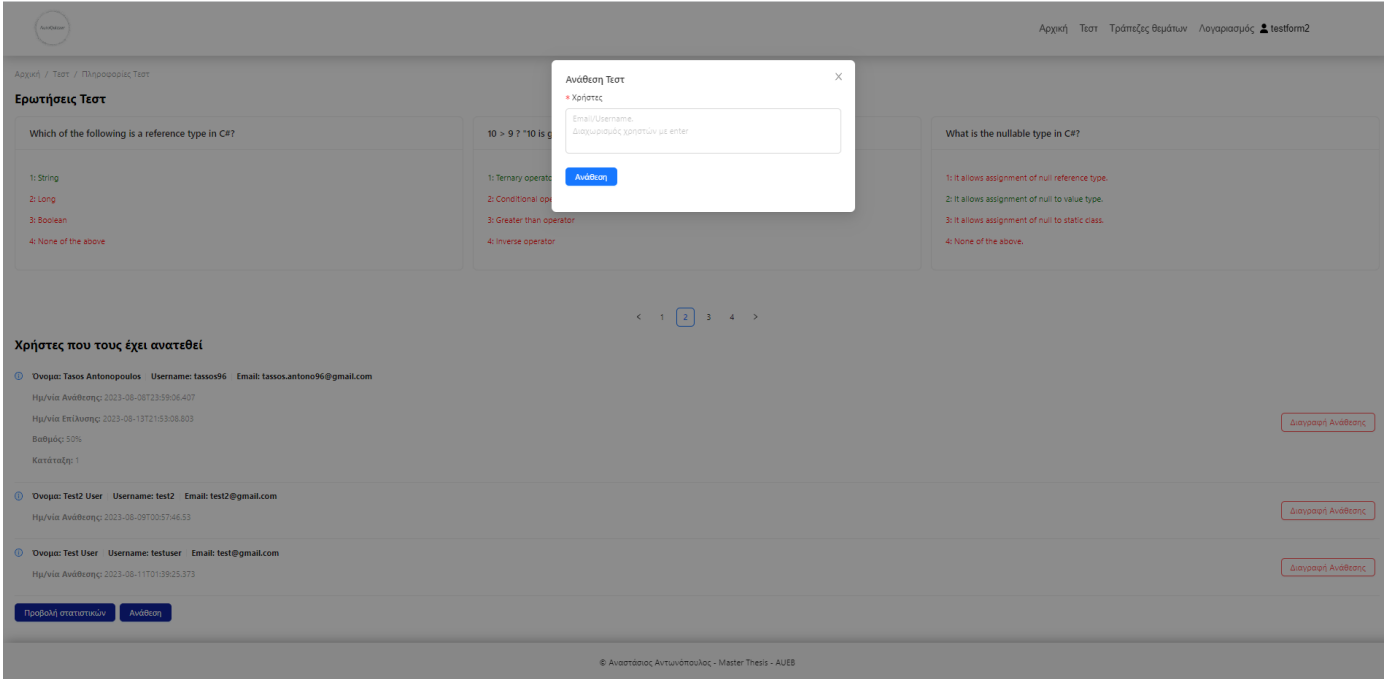 Αρχική Τεστ Τράπεζες θεμάτων Λογαριασμός testform2
Αρχική / Τεστ / Πληροφορίες Τεστ
Ερωτήσεις Τεστ
Ανάθεση Τεστ
* Χρήστες
Email/Username.
Διαχωρισμός χρηστών με enter
Ανάθεση
Which of the following is a reference type in C#?
1: String
2: Long
3: Boolean
4: None of the above
10 > 9 ? "10 is g
1: Ternary operato
2: Conditional ope
3: Greater than operator
4: Inverse operator
What is the nullable type in C#?
1: It allows assignment of null reference type.
2: It allows assignment of null to value type.
3: It allows assignment of null to static class.
4: None of the above.
< 1 2 3 4 >
Χρήστες που τους έχει ανατεθεί
Όνομα: Tasos Antonopoulos Username: tassos96 Email: tassos.antono96@gmail.com
Ημ/νία Ανάθεσης: 2023-08-08T23:59:06.407
Ημ/νία Επίλυσης: 2023-08-13T21:53:08.803
Βαθμός: 50%
Κατάταξη: 1
Διαγραφή Ανάθεσης
Όνομα: Test2 User Username: test2 Email: test2@gmail.com
Ημ/νία Ανάθεσης: 2023-08-09T00:57:46.53
Διαγραφή Ανάθεσης
Όνομα: Test User Username: testuser Email: test@gmail.com
Ημ/νία Ανάθεσης: 2023-08-11T01:39:25.373
Διαγραφή Ανάθεσης
Προβολή στατιστικών Ανάθεση
© Αναστάσιος Αντωνόπουλος - Master Thesis - AUEB